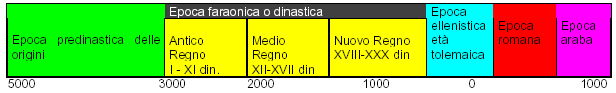 Epoca faraonica o dinastica
Epoca predinastica delle
origini
Antico
Regno
I - XI din.
Medio
Regno
XII-XVII din
Nuovo Regno
XVIII-XXX din
Epoca
ellenistica
età
tolemaica
Epoca
romana
Epoca
araba
5000 3000 2000 1000 0 1000